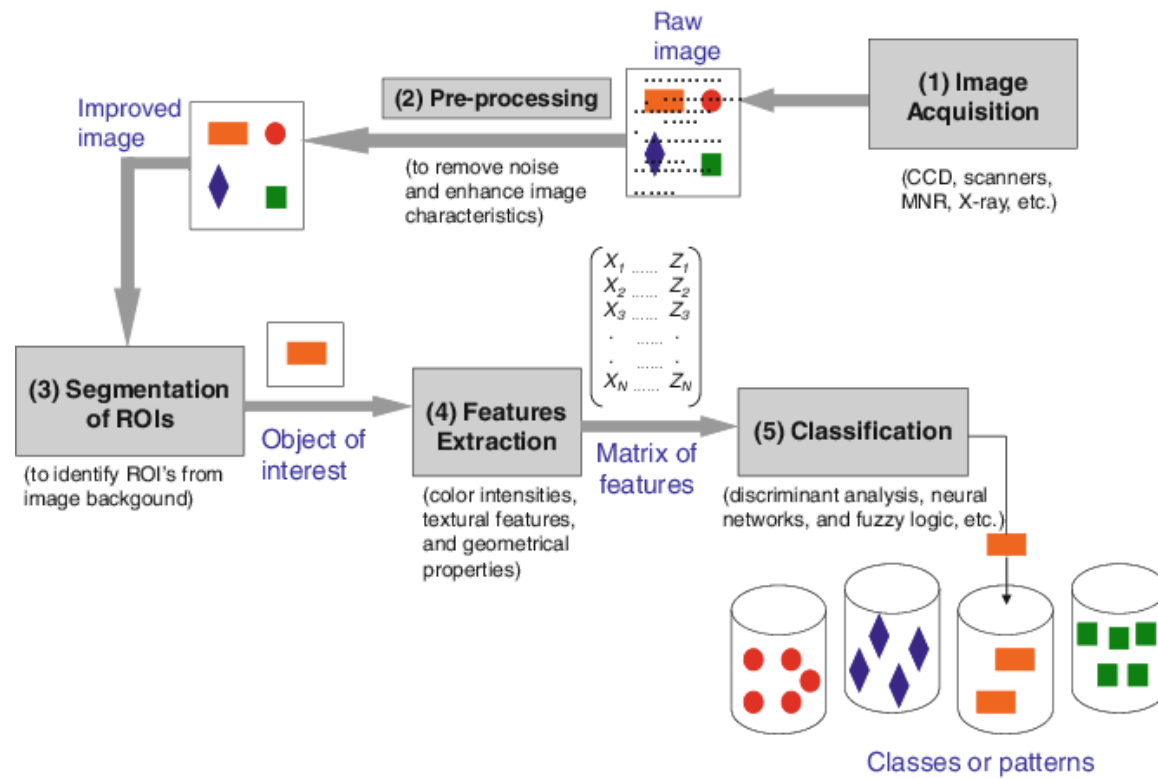 (1) Image
Acquisition
(CCD, scanners,
MNR, X-ray, etc.)
Raw
image
(2) Pre-processing
(to remove noise
and enhance image
characteristics)
Improved
image
(3) Segmentation
of ROIs
(to identify ROI's from
image backgound)
Object of
interest
(4) Features
Extraction
(color intensities,
textural features,
and geometrical
properties)
X₁ ...... Z₁
X₂ ...... Z₂
X₃ ...... Z₃
. ...... .
. ...... .
X_N ...... Z_N
Matrix of
features
(5) Classification
(discriminant analysis, neural
networks, and fuzzy logic, etc.)
Classes or patterns